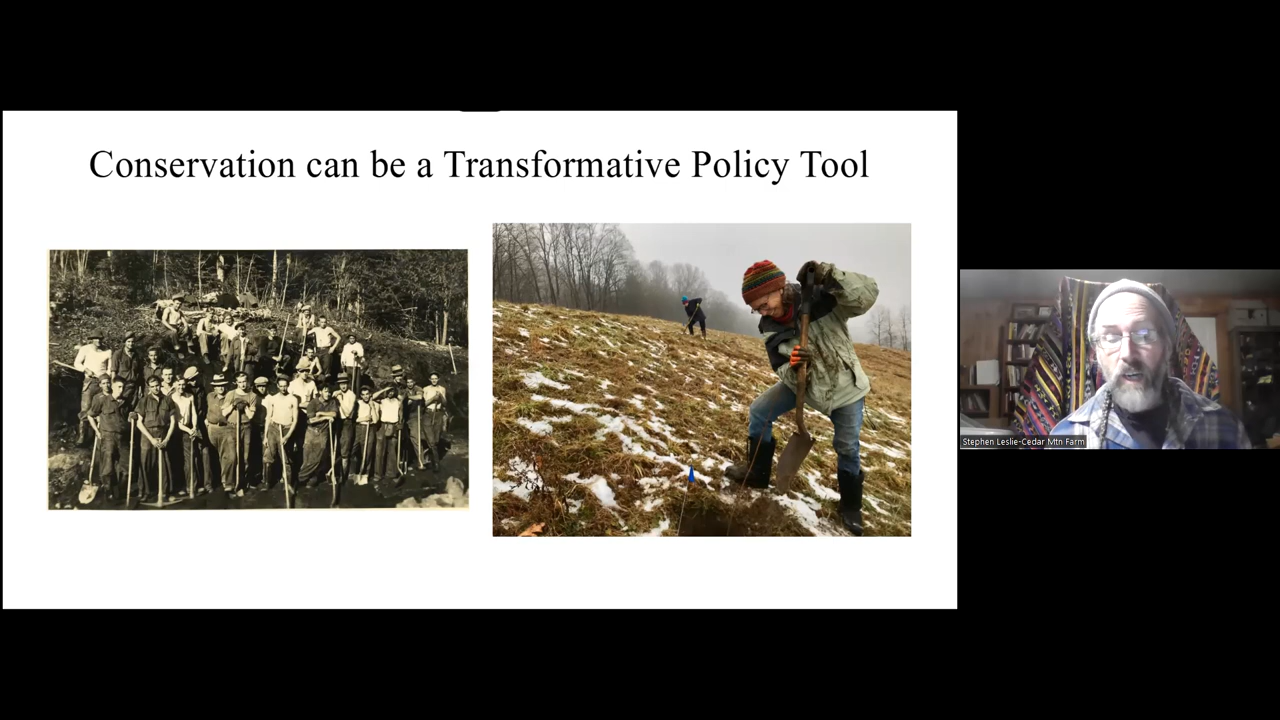 Conservation can be a Transformative Policy Tool
Stephen Leslie-Cedar Mtn Farm